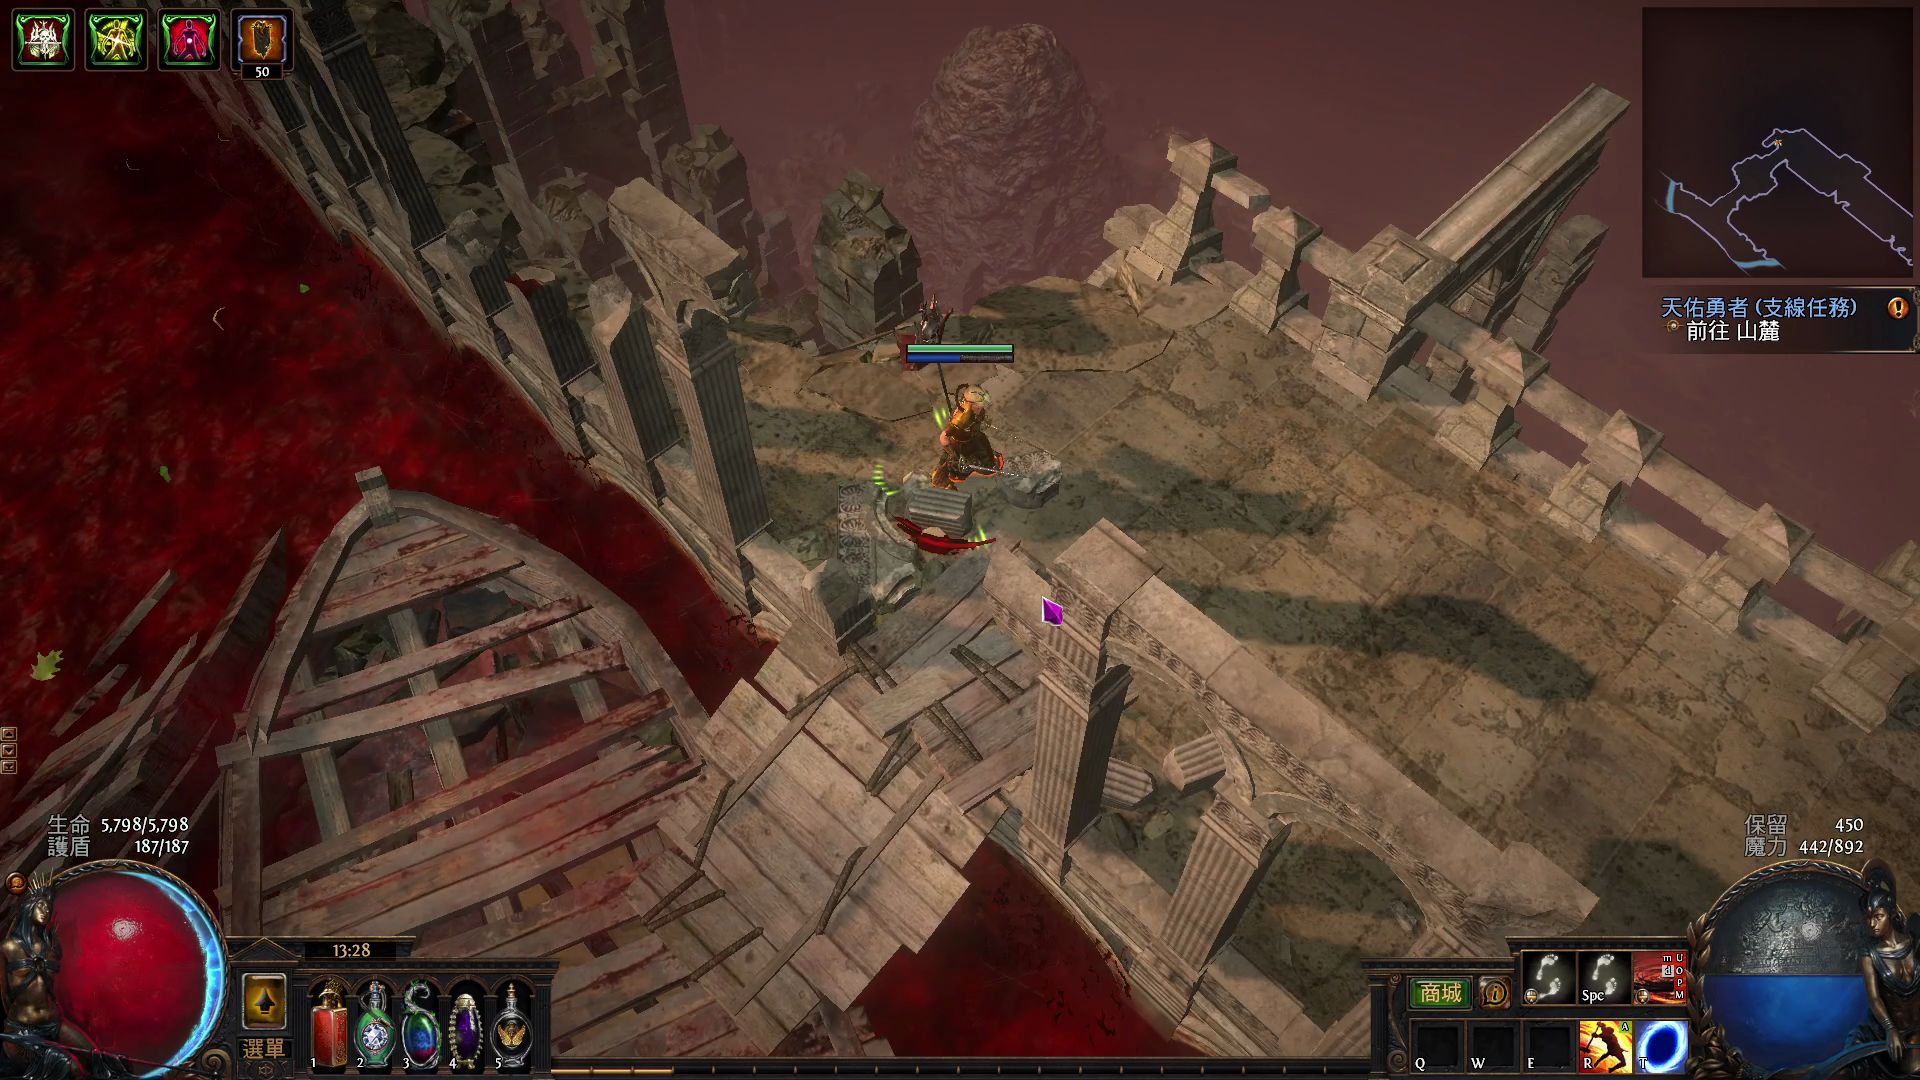 50
天佑勇者 (支線任務)
前往 山麓
生命 5,798/5,798
護盾 187/187
保留 450
魔力 442/892
13:28
選單
1
2
3
4
5
商城
Spc
m U
d O
P
M
Q
W
E
R
A
T